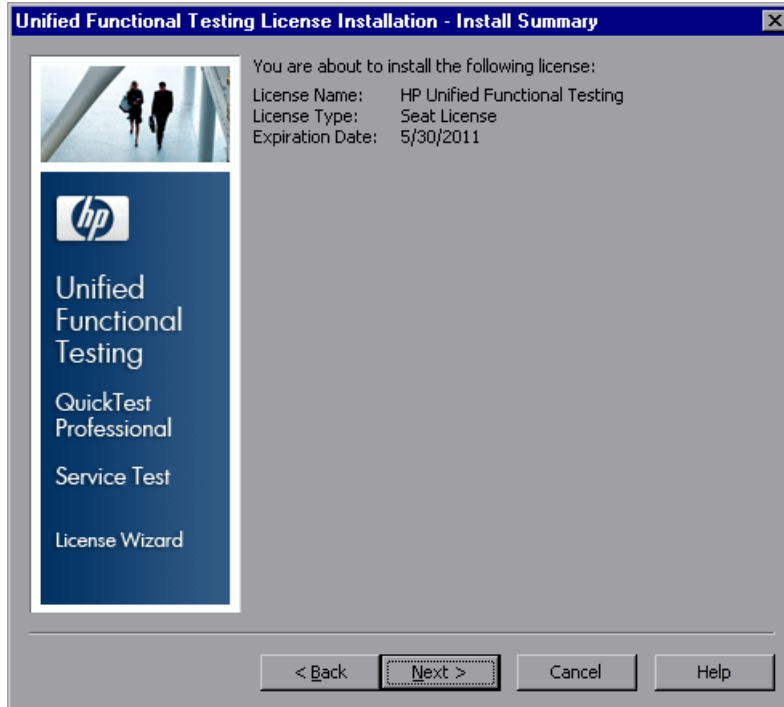 Unified Functional Testing License Installation - Install Summary
You are about to install the following license:
License Name: HP Unified Functional Testing
License Type: Seat License
Expiration Date: 5/30/2011
hp
Unified
Functional
Testing
QuickTest
Professional
Service Test
License Wizard
< Back
Next >
Cancel
Help